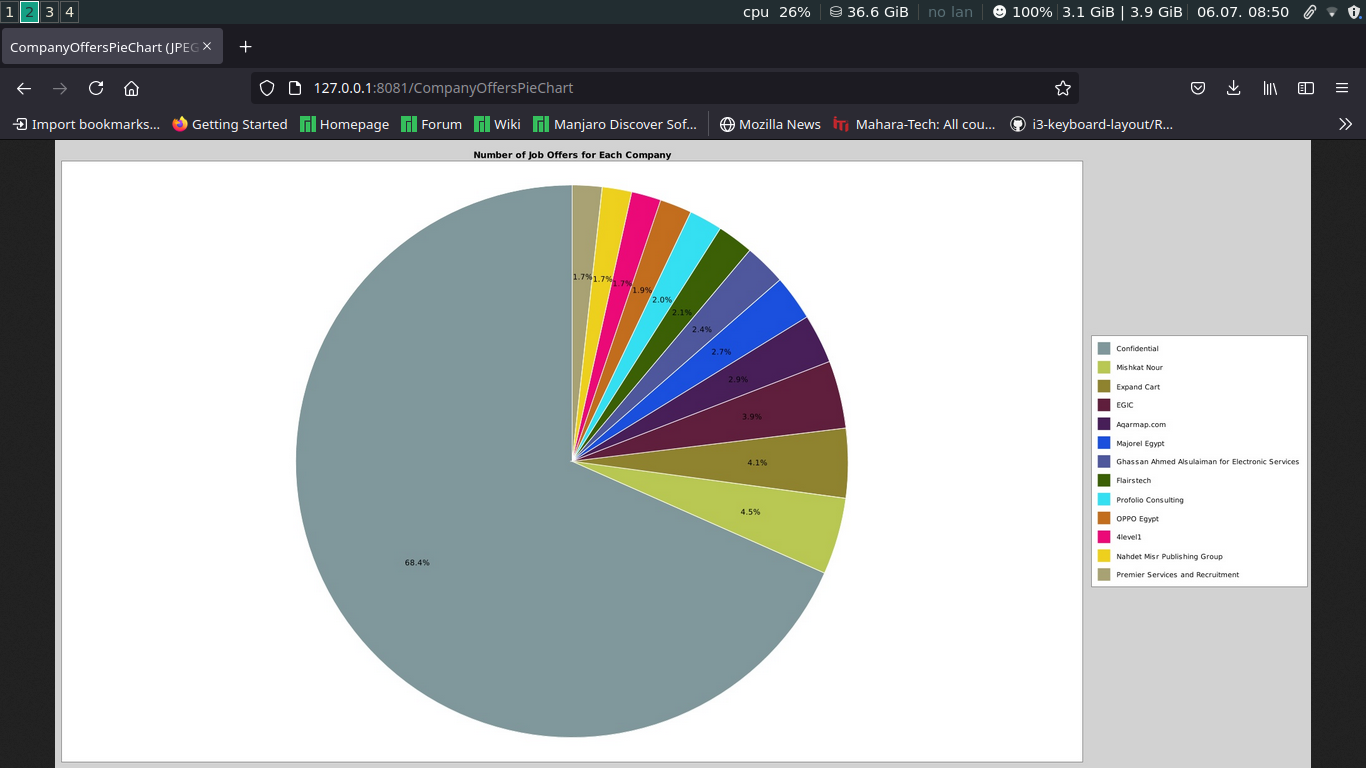 1 2 3 4 cpu 26% 36.6 GiB no lan 100% 3.1 GiB | 3.9 GiB 06.07. 08:50
CompanyOffersPieChart (JPEG
127.0.0.1:8081/CompanyOffersPieChart
Import bookmarks... Getting Started Homepage Forum Wiki Manjaro Discover Sof... Mozilla News Mahara-Tech: All cou... i3-keyboard-layout/R...
Number of Job Offers for Each Company
1.7%
1.7%
1.7%
1.9%
2.0%
2.1%
2.4%
2.7%
2.9%
3.9%
4.1%
4.5%
68.4%
Confidential
Mishkat Nour
Expand Cart
EGIC
Aqarmap.com
Majorel Egypt
Ghassan Ahmed Alsulaiman for Electronic Services
Flairstech
Profolio Consulting
OPPO Egypt
4level1
Nahdet Misr Publishing Group
Premier Services and Recruitment